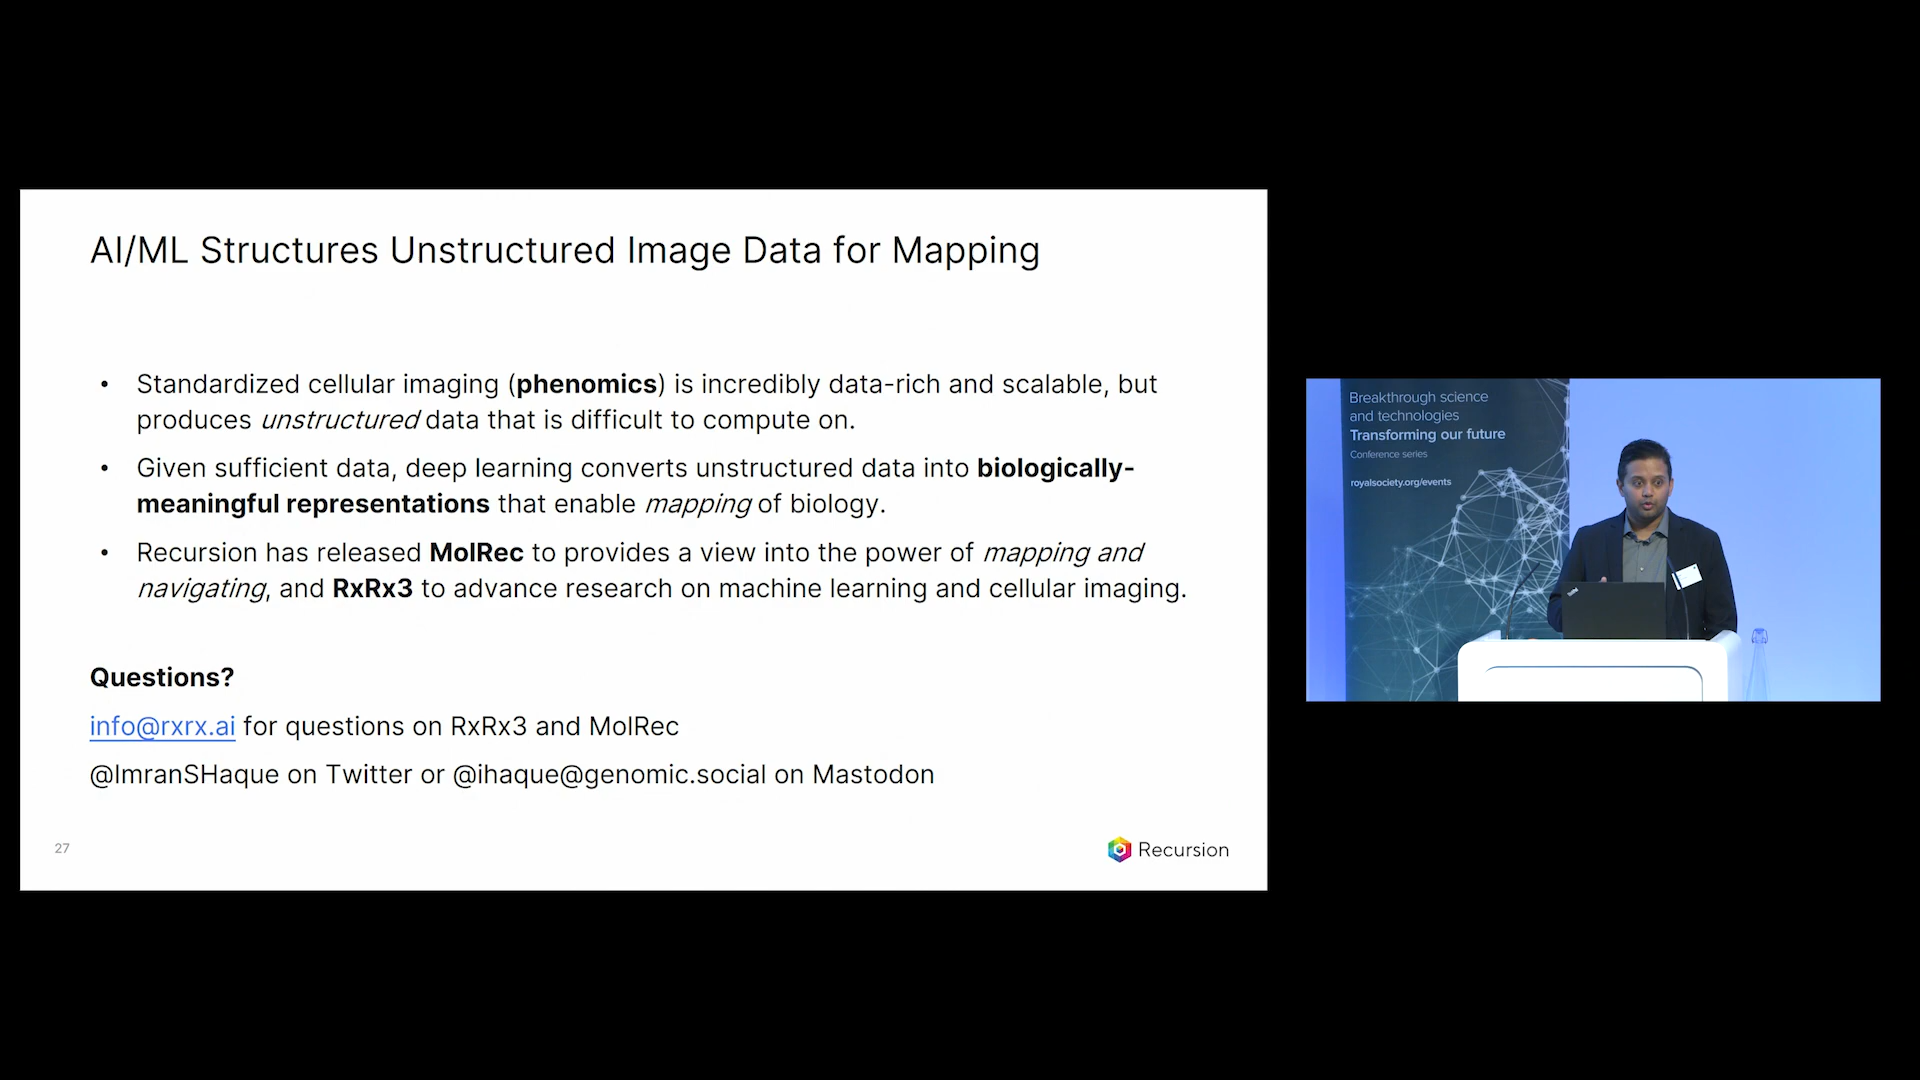 AI/ML Structures Unstructured Image Data for Mapping
• Standardized cellular imaging (phenomics) is incredibly data-rich and scalable, but
produces unstructured data that is difficult to compute on.
• Given sufficient data, deep learning converts unstructured data into biologically-
meaningful representations that enable mapping of biology.
• Recursion has released MolRec to provides a view into the power of mapping and
navigating, and RxRx3 to advance research on machine learning and cellular imaging.
Questions?
info@rxrx.ai for questions on RxRx3 and MolRec
@ImranSHaque on Twitter or @ihaque@genomic.social on Mastodon
27
Recursion
Breakthrough science
and technologies
Transforming our future
Conference series
royalsociety.org/events